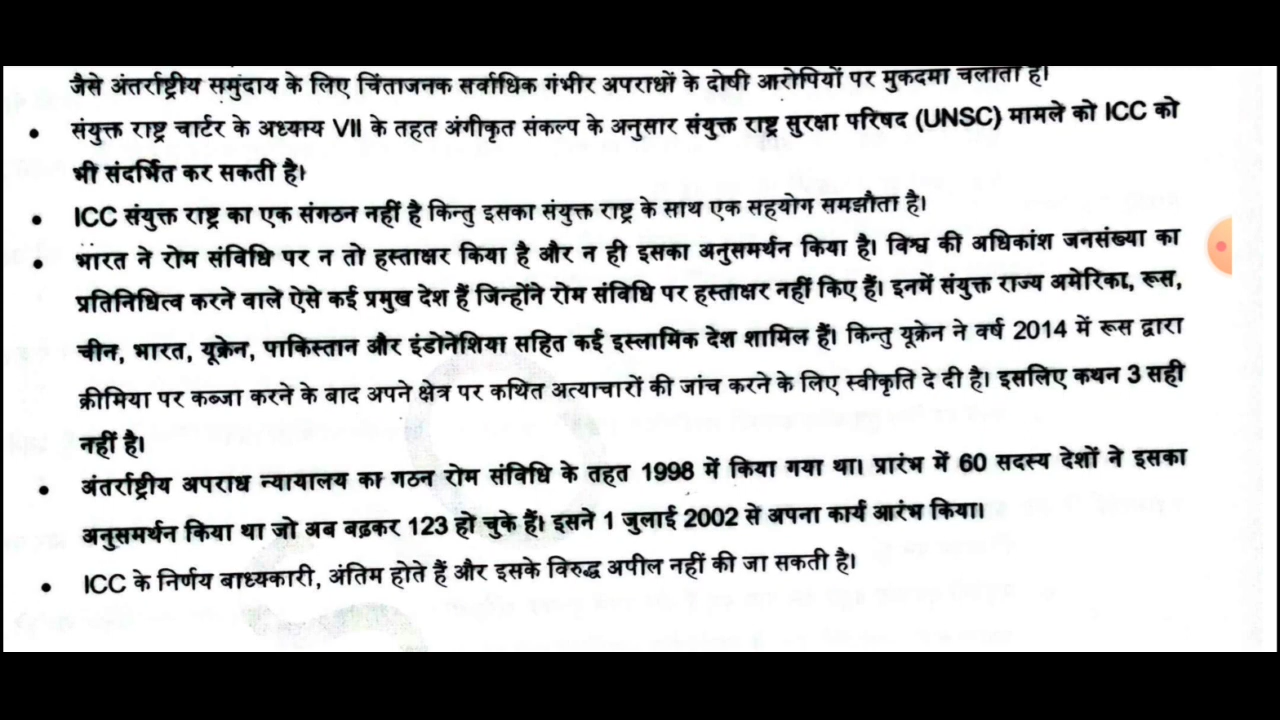 जैसे अंतर्राष्ट्रीय समुंदाय के लिए चिंताजनक सर्वाधिक गंभीर अपराधों के दोषी आरोपियों पर मुकदमा चलाता है।
• संयुक्त राष्ट्र चार्टर के अध्याय VII के तहत अंगीकृत संकल्प के अनुसार संयुक्त राष्ट्र सुरक्षा परिषद (UNSC) मामले को ICC को
भी संदर्भित कर सकती है।
• ICC संयुक्त राष्ट्र का एक संगठन नहीं है किन्तु इसका संयुक्त राष्ट्र के साथ एक सहयोग समझौता है।
• भारत ने रोम संविधि पर न तो हस्ताक्षर किया है और न ही इसका अनुसमर्थन किया है। विश्व की अधिकांश जनसंख्या का
प्रतिनिधित्व करने वाले ऐसे कई प्रमुख देश हैं जिन्होंने रोम संविधि पर हस्ताक्षर नहीं किए हैं। इनमें संयुक्त राज्य अमेरिका, रूस,
चीन, भारत, यूक्रेन, पाकिस्तान और इंडोनेशिया सहित कई इस्लामिक देश शामिल हैं। किन्तु यूक्रेन ने वर्ष 2014 में रूस द्वारा
क्रीमिया पर कब्जा करने के बाद अपने क्षेत्र पर कथित अत्याचारों की जांच करने के लिए स्वीकृति दे दी है। इसलिए कथन 3 सही
नहीं है।
• अंतर्राष्ट्रीय अपराध न्यायालय का गठन रोम संविधि के तहत 1998 में किया गया था। प्रारंभ में 60 सदस्य देशों ने इसका
अनुसमर्थन किया था जो अब बढ़कर 123 हो चुके हैं। इसने 1 जुलाई 2002 से अपना कार्य आरंभ किया।
• ICC के निर्णय बाध्यकारी, अंतिम होते हैं और इसके विरुद्ध अपील नहीं की जा सकती है।